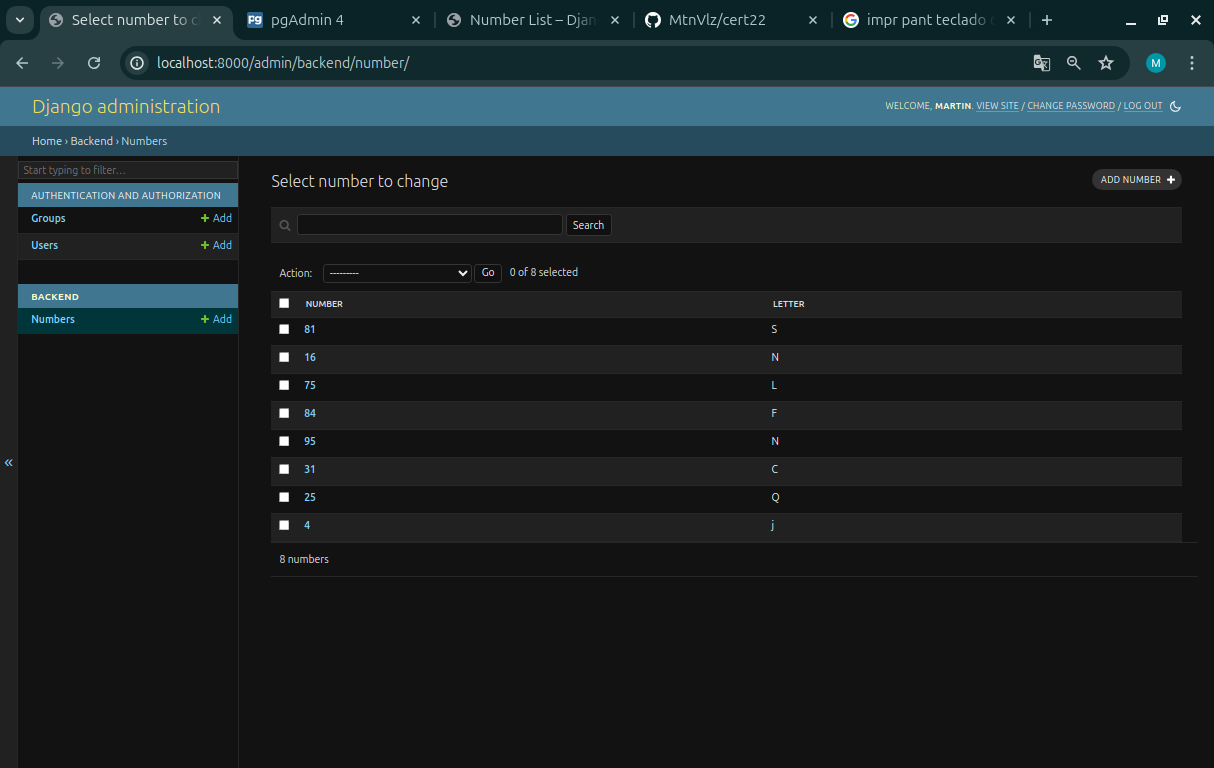 Select number to c
pgAdmin 4
Number List – Djan
MtnVlz/cert22
impr pant teclado
localhost:8000/admin/backend/number/
M
Django administration
WELCOME, MARTIN. VIEW SITE / CHANGE PASSWORD / LOG OUT
Home › Backend › Numbers
Start typing to filter...
AUTHENTICATION AND AUTHORIZATION
Groups + Add
Users + Add
BACKEND
Numbers + Add
«
Select number to change
ADD NUMBER +
Search
Action: --------- Go 0 of 8 selected
NUMBER LETTER
81 S
16 N
75 L
84 F
95 N
31 C
25 Q
4 j
8 numbers